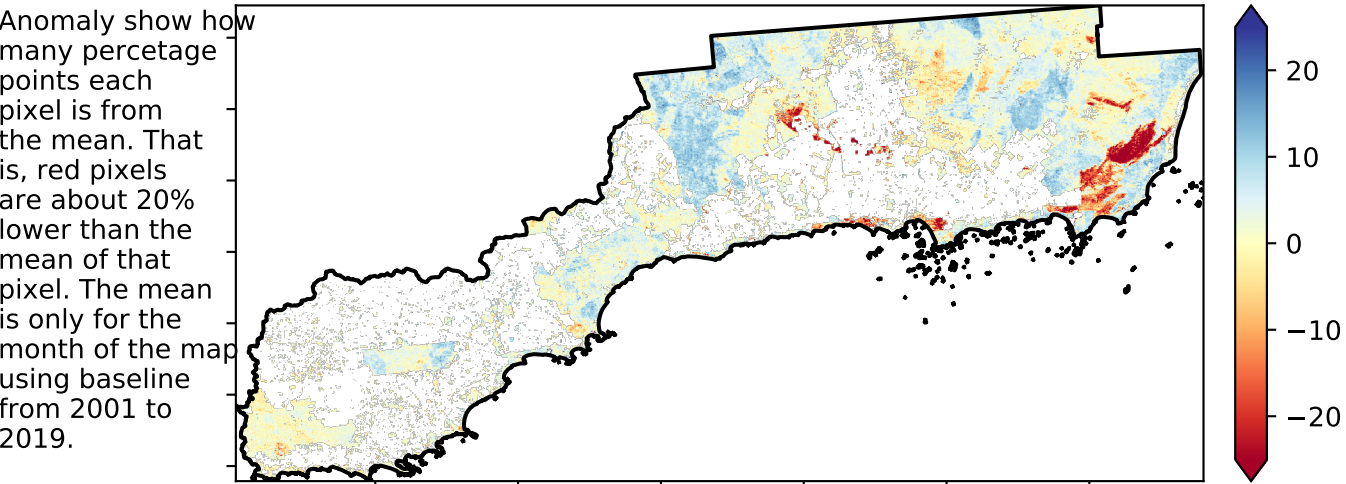 Anomaly show how
many percetage
points each
pixel is from
the mean. That
is, red pixels
are about 20%
lower than the
mean of that
pixel. The mean
is only for the
month of the map
using baseline
from 2001 to
2019.
20
10
0
−10
−20